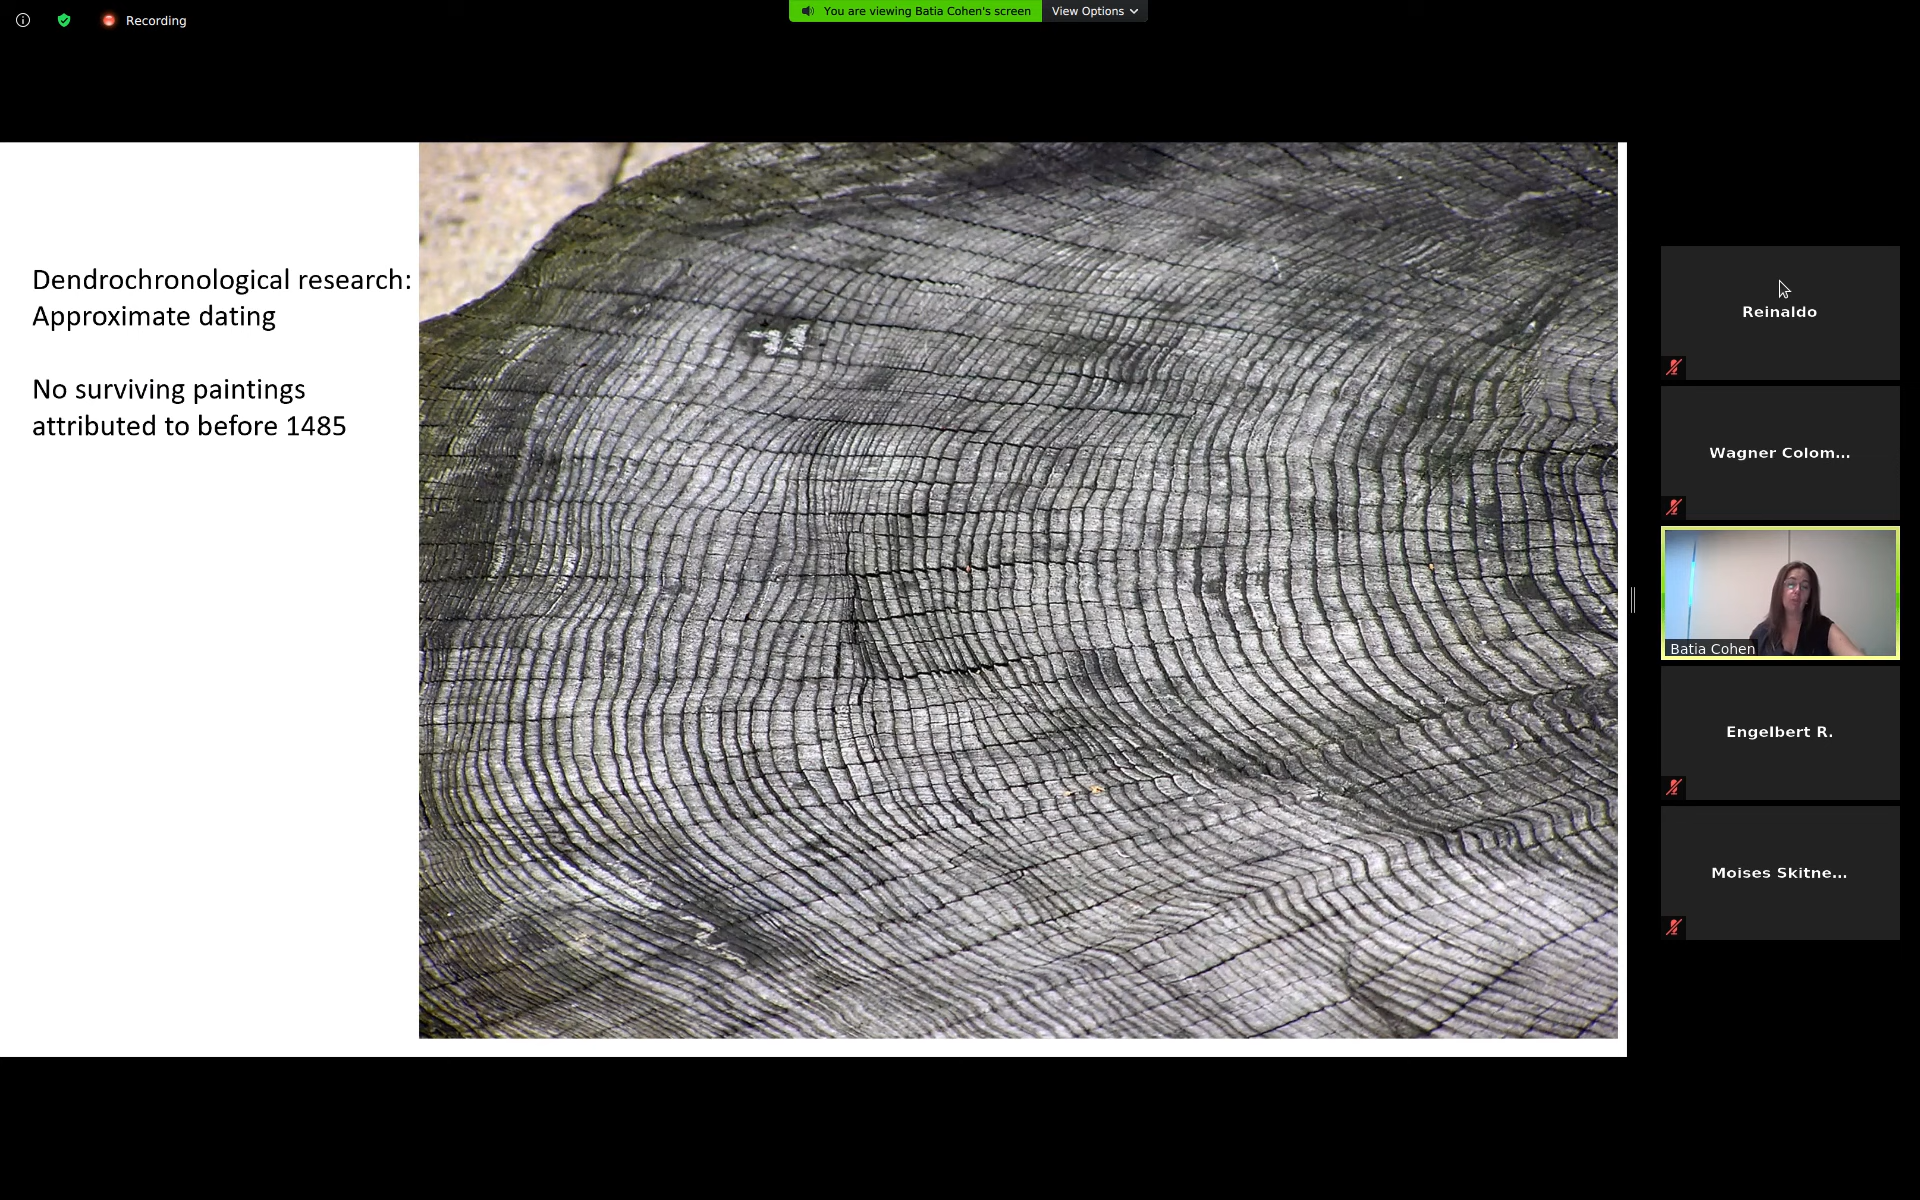 Recording
You are viewing Batia Cohen's screen
View Options
Dendrochronological research:
Approximate dating
No surviving paintings
attributed to before 1485
Reinaldo
Wagner Colom...
Batia Cohen
Engelbert R.
Moises Skitne...